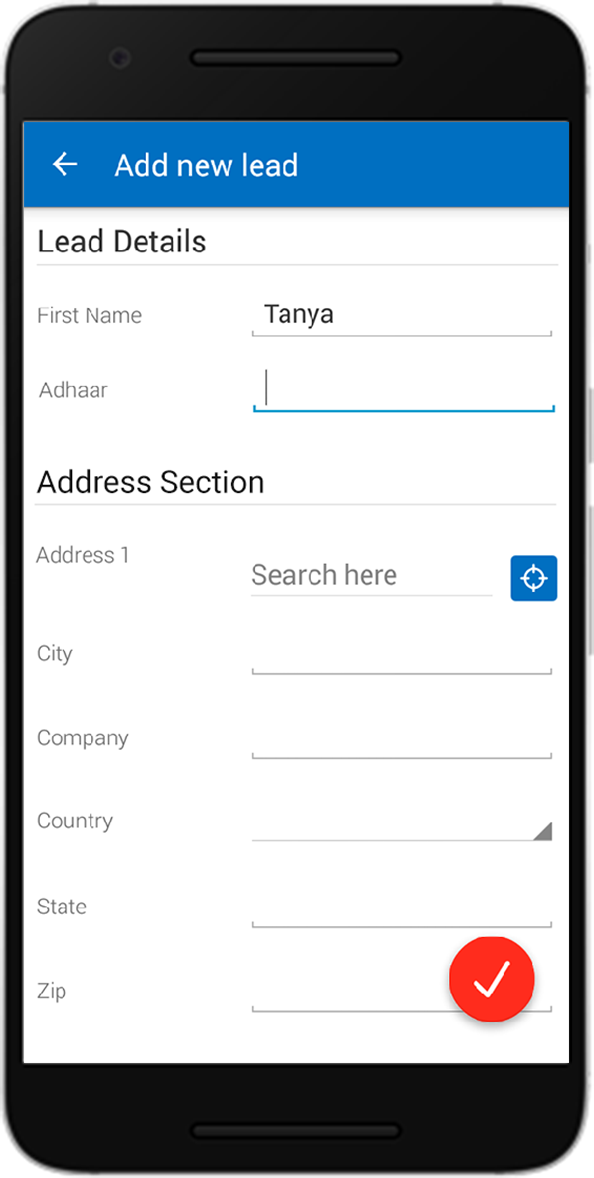 Add new lead
Lead Details
First Name Tanya
Adhaar
Address Section
Address 1
Search here
City
Company
Country
State
Zip